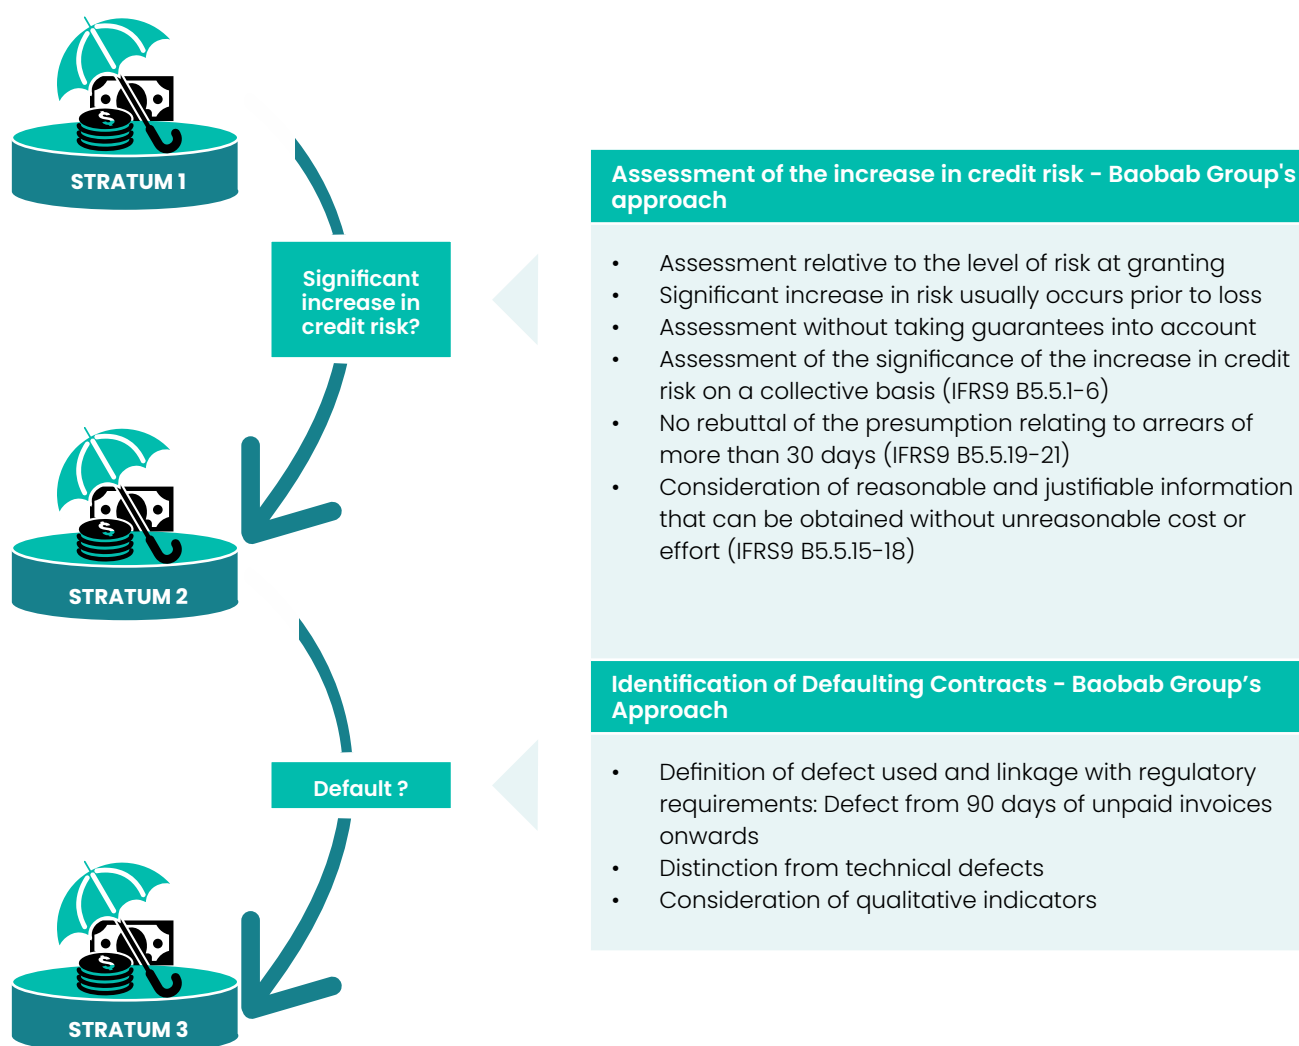 STRATUM 1
Significant
increase in
credit risk?
STRATUM 2
Default ?
STRATUM 3
Assessment of the increase in credit risk - Baobab Group's
approach
• Assessment relative to the level of risk at granting
• Significant increase in risk usually occurs prior to loss
• Assessment without taking guarantees into account
• Assessment of the significance of the increase in credit
risk on a collective basis (IFRS9 B5.5.1-6)
• No rebuttal of the presumption relating to arrears of
more than 30 days (IFRS9 B5.5.19-21)
• Consideration of reasonable and justifiable information
that can be obtained without unreasonable cost or
effort (IFRS9 B5.5.15-18)
Identification of Defaulting Contracts - Baobab Group’s
Approach
• Definition of defect used and linkage with regulatory
requirements: Defect from 90 days of unpaid invoices
onwards
• Distinction from technical defects
• Consideration of qualitative indicators